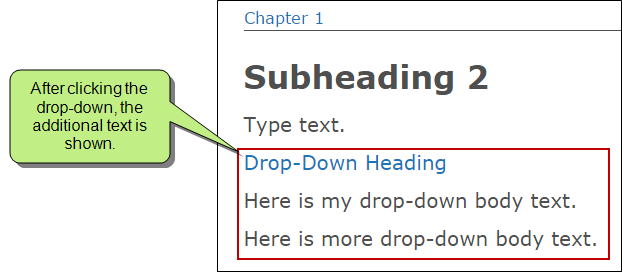 Chapter 1
Subheading 2
After clicking the
drop-down, the
additional text is
shown.
Type text.
Drop-Down Heading
Here is my drop-down body text.
Here is more drop-down body text.